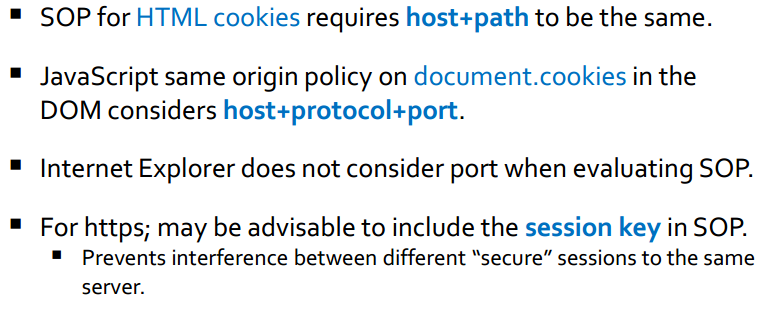 ▪ SOP for HTML cookies requires host+path to be the same.
▪ JavaScript same origin policy on document.cookies in the
DOM considers host+protocol+port.
▪ Internet Explorer does not consider port when evaluating SOP.
▪ For https; may be advisable to include the session key in SOP.
▪ Prevents interference between different “secure” sessions to the same
server.